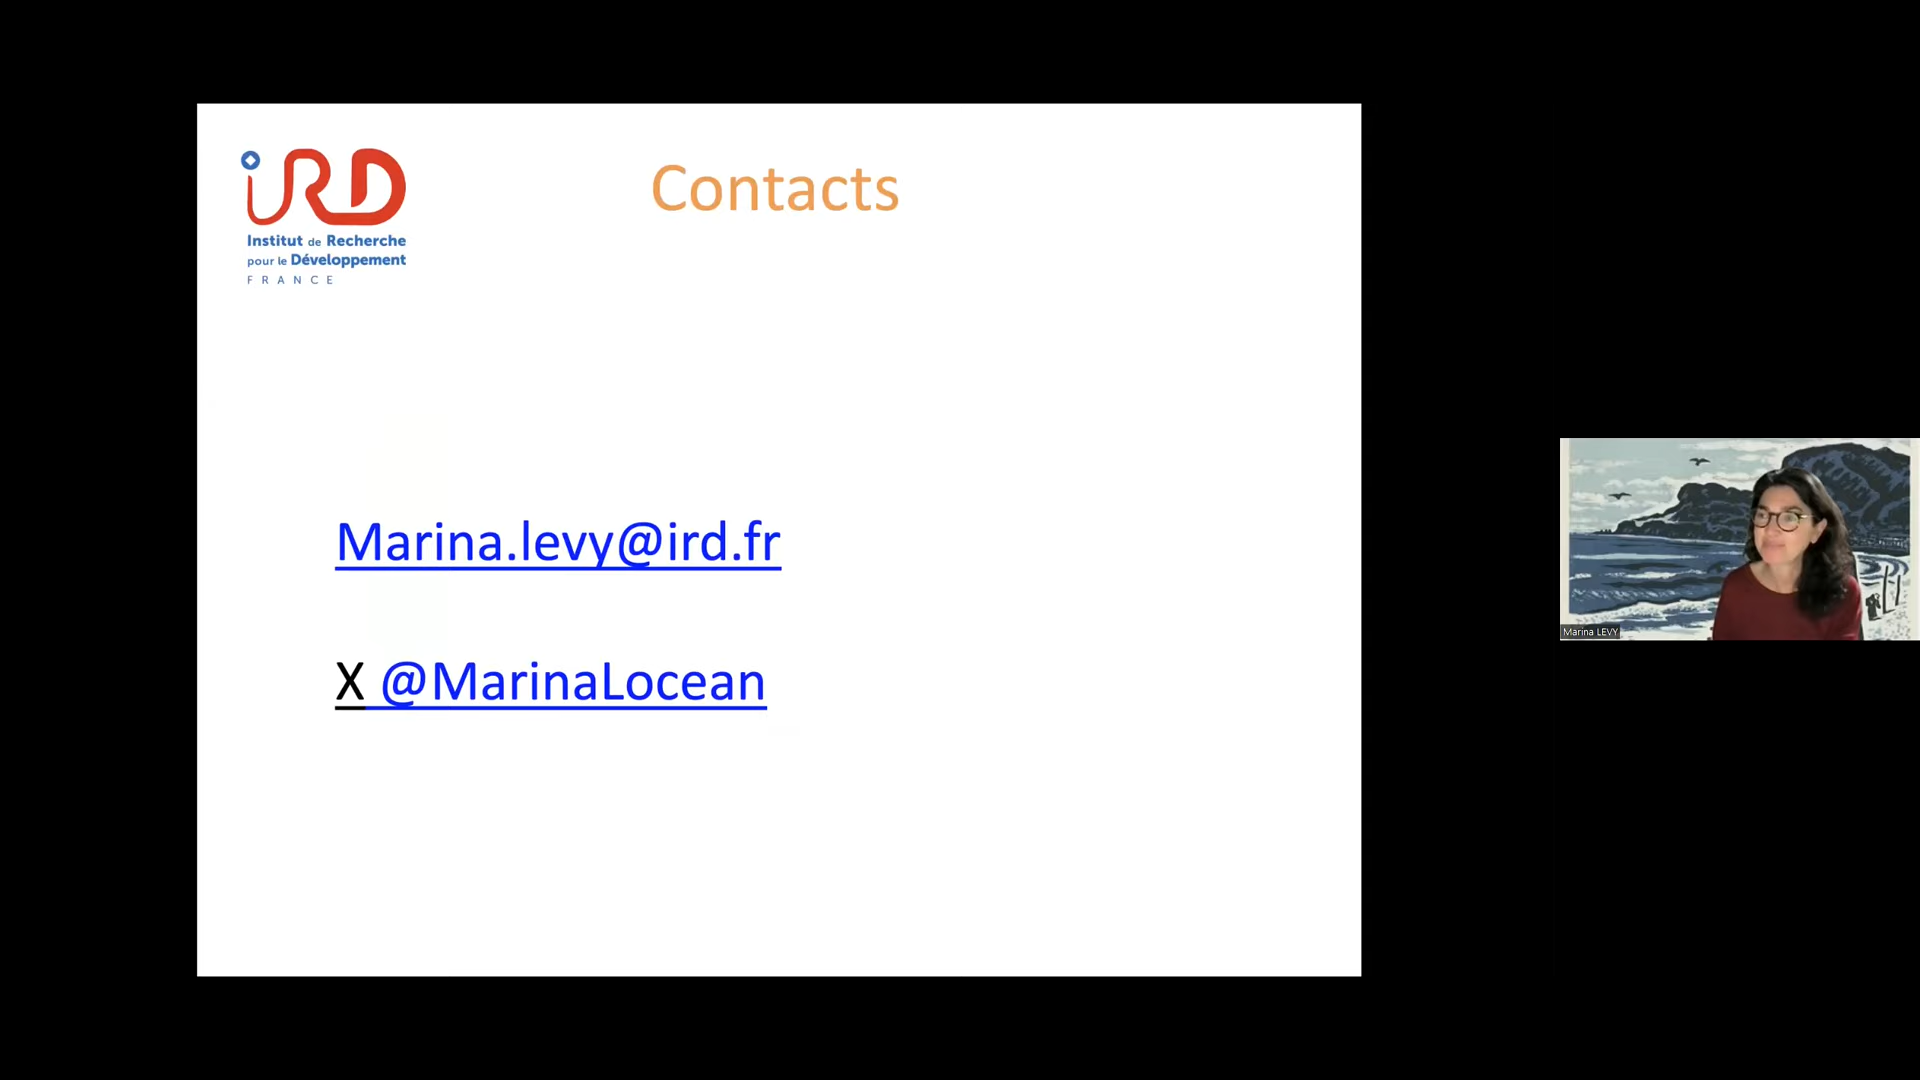 iRD
Institut de Recherche
pour le Développement
FRANCE
Contacts
Marina.levy@ird.fr
X @MarinaLocean
Marina LEVY